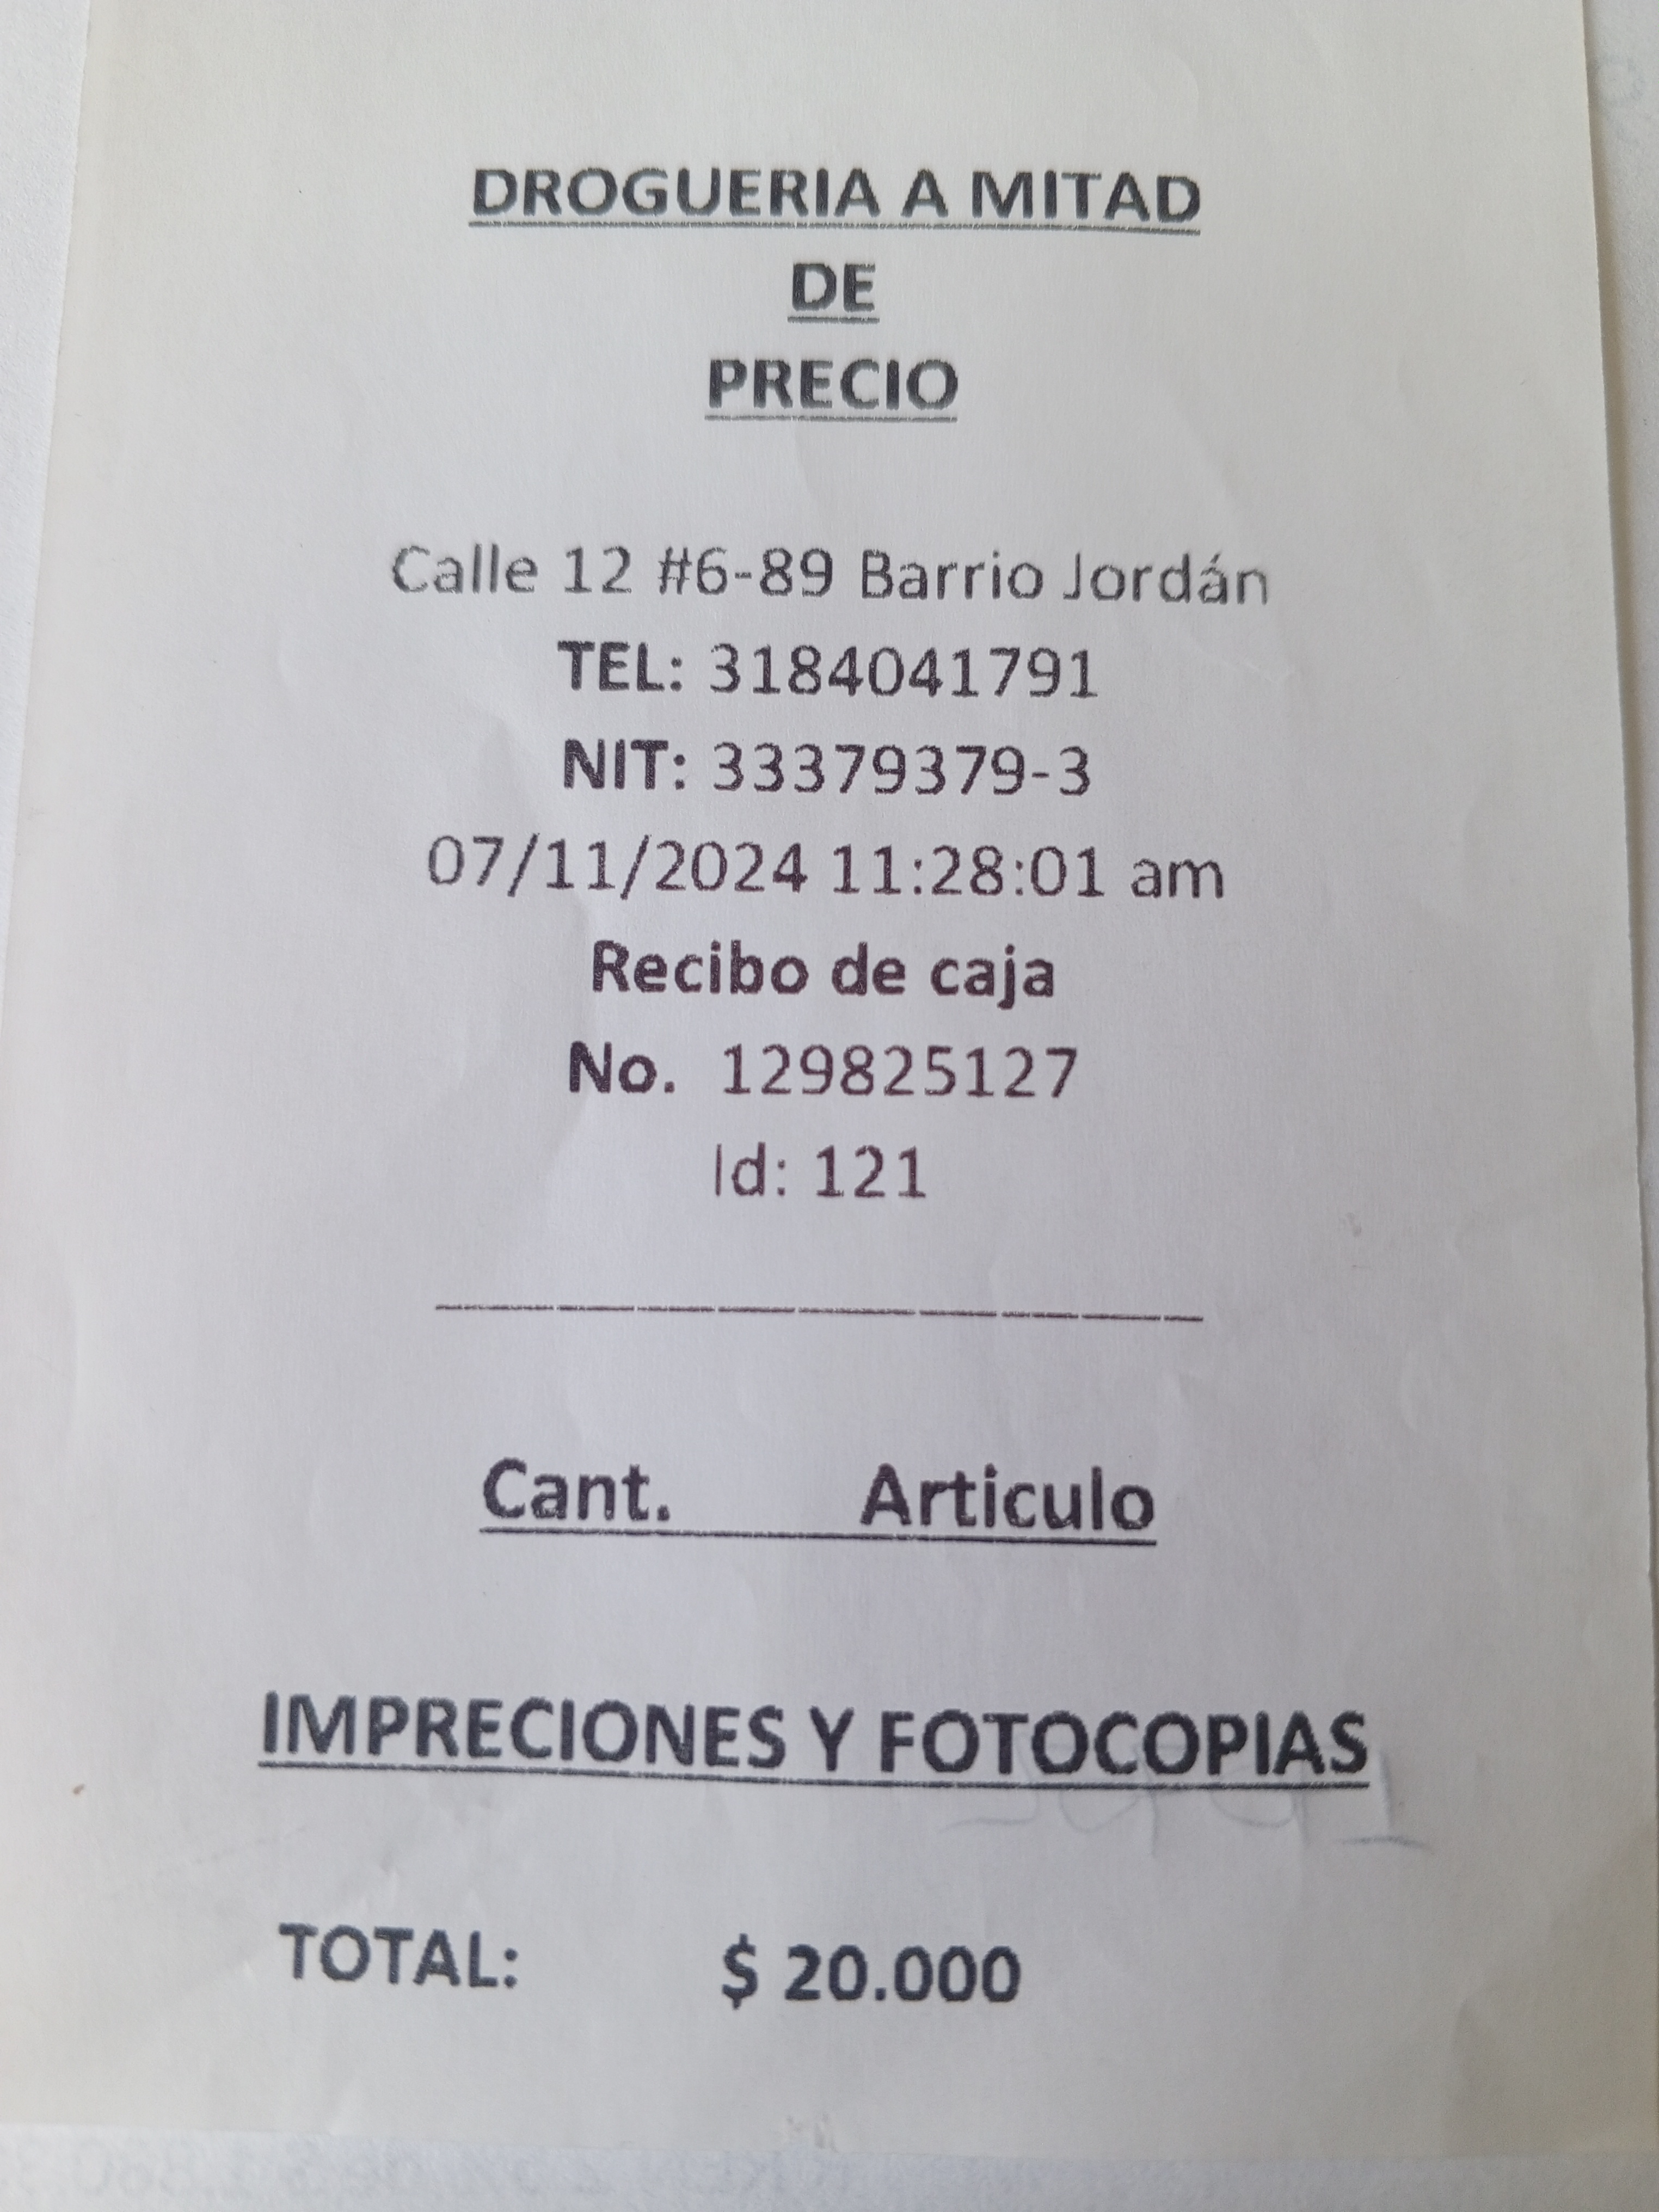 DROGUERIA A MITAD
DE
PRECIO
Calle 12 #6-89 Barrio Jordán
TEL: 3184041791
NIT: 33379379-3
07/11/2024 11:28:01 am
Recibo de caja
No. 129825127
Id: 121
Cant. Articulo
IMPRECIONES Y FOTOCOPIAS
TOTAL: $ 20.000